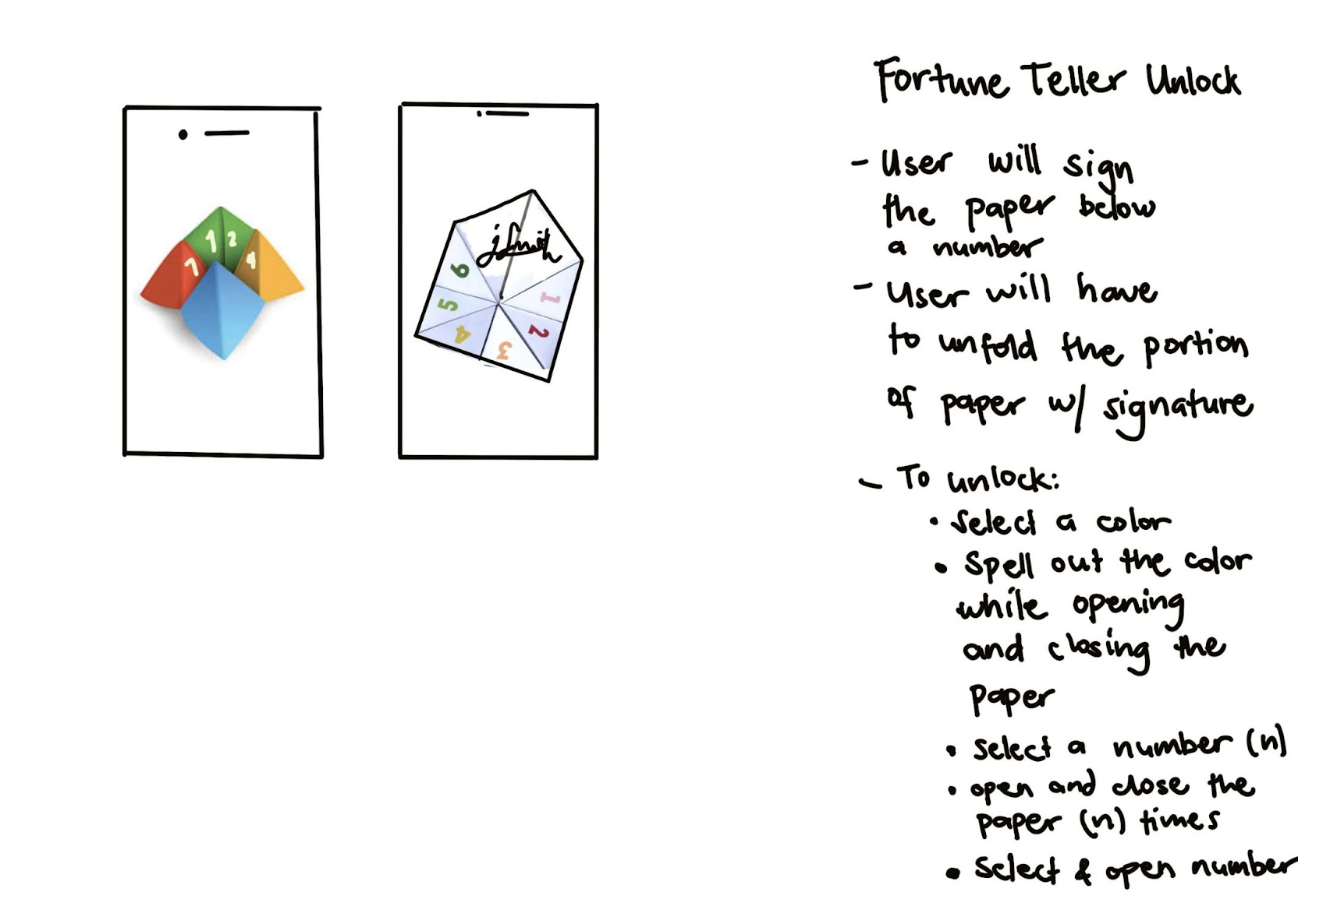 Fortune Teller Unlock
- User will sign
the paper below
a number
- User will have
to unfold the portion
of paper w/ signature
- To unlock:
• Select a color
• Spell out the color
while opening
and closing the
paper
• Select a number (n)
• open and close the
paper (n) times
• Select & open number
1 2
7 4
jSmith
6
5
4
3
2
1